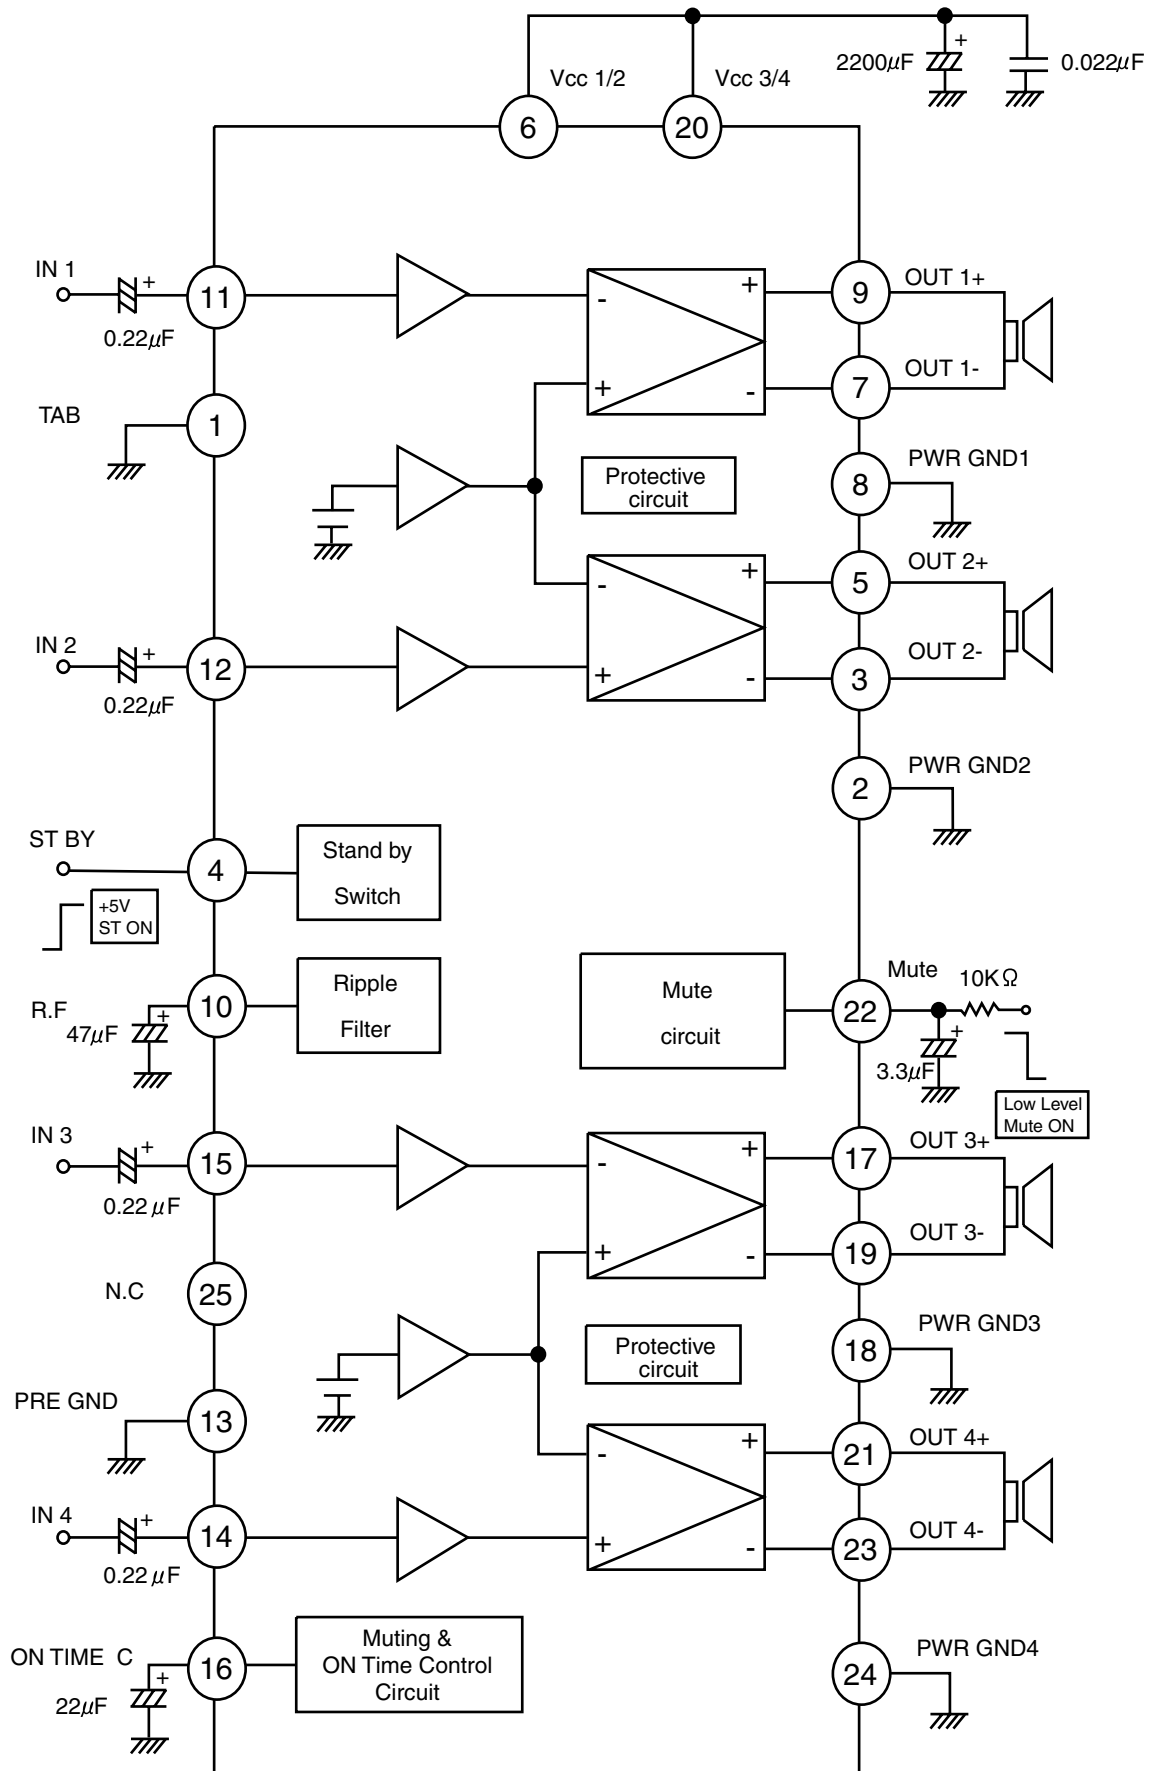 2200μF
+
0.022μF
Vcc 1/2
Vcc 3/4
6
20
IN 1
+
11
0.22μF
-
+
+
-
9
OUT 1+
7
OUT 1-
TAB
1
Protective
circuit
8
PWR GND1
-
+
+
-
5
OUT 2+
3
OUT 2-
IN 2
+
12
0.22μF
2
PWR GND2
ST BY
4
Stand by
Switch
+5V
ST ON
R.F
47μF
+
10
Ripple
Filter
Mute
circuit
22
Mute
10KΩ
+
3.3μF
Low Level
Mute ON
IN 3
+
15
0.22 μF
-
+
+
-
17
OUT 3+
19
OUT 3-
N.C
25
Protective
circuit
18
PWR GND3
PRE GND
13
-
+
+
-
21
OUT 4+
23
OUT 4-
IN 4
+
14
0.22 μF
ON TIME C
+
22μF
16
Muting &
ON Time Control
Circuit
24
PWR GND4